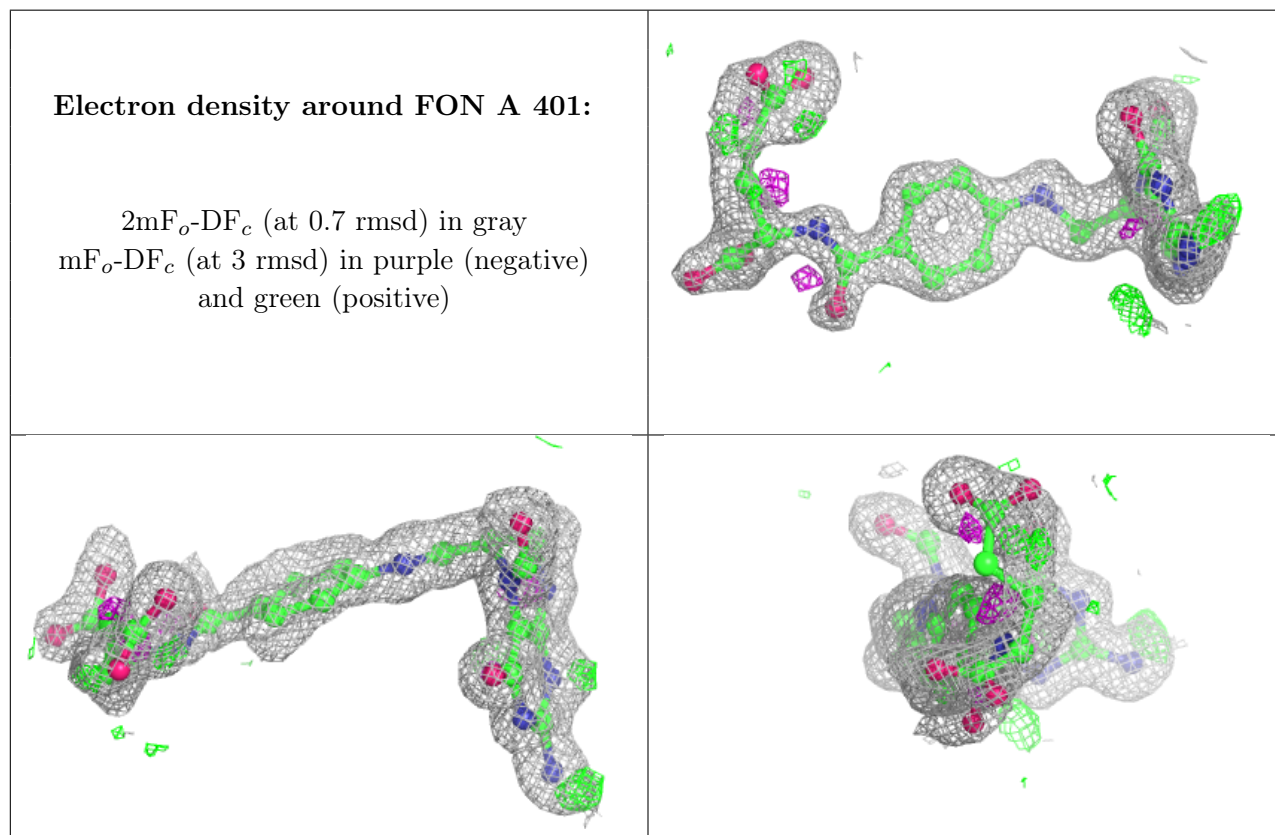 Electron density around FON A 401:
2mFₒ-DF𝒸 (at 0.7 rmsd) in gray
mFₒ-DF𝒸 (at 3 rmsd) in purple (negative)
and green (positive)